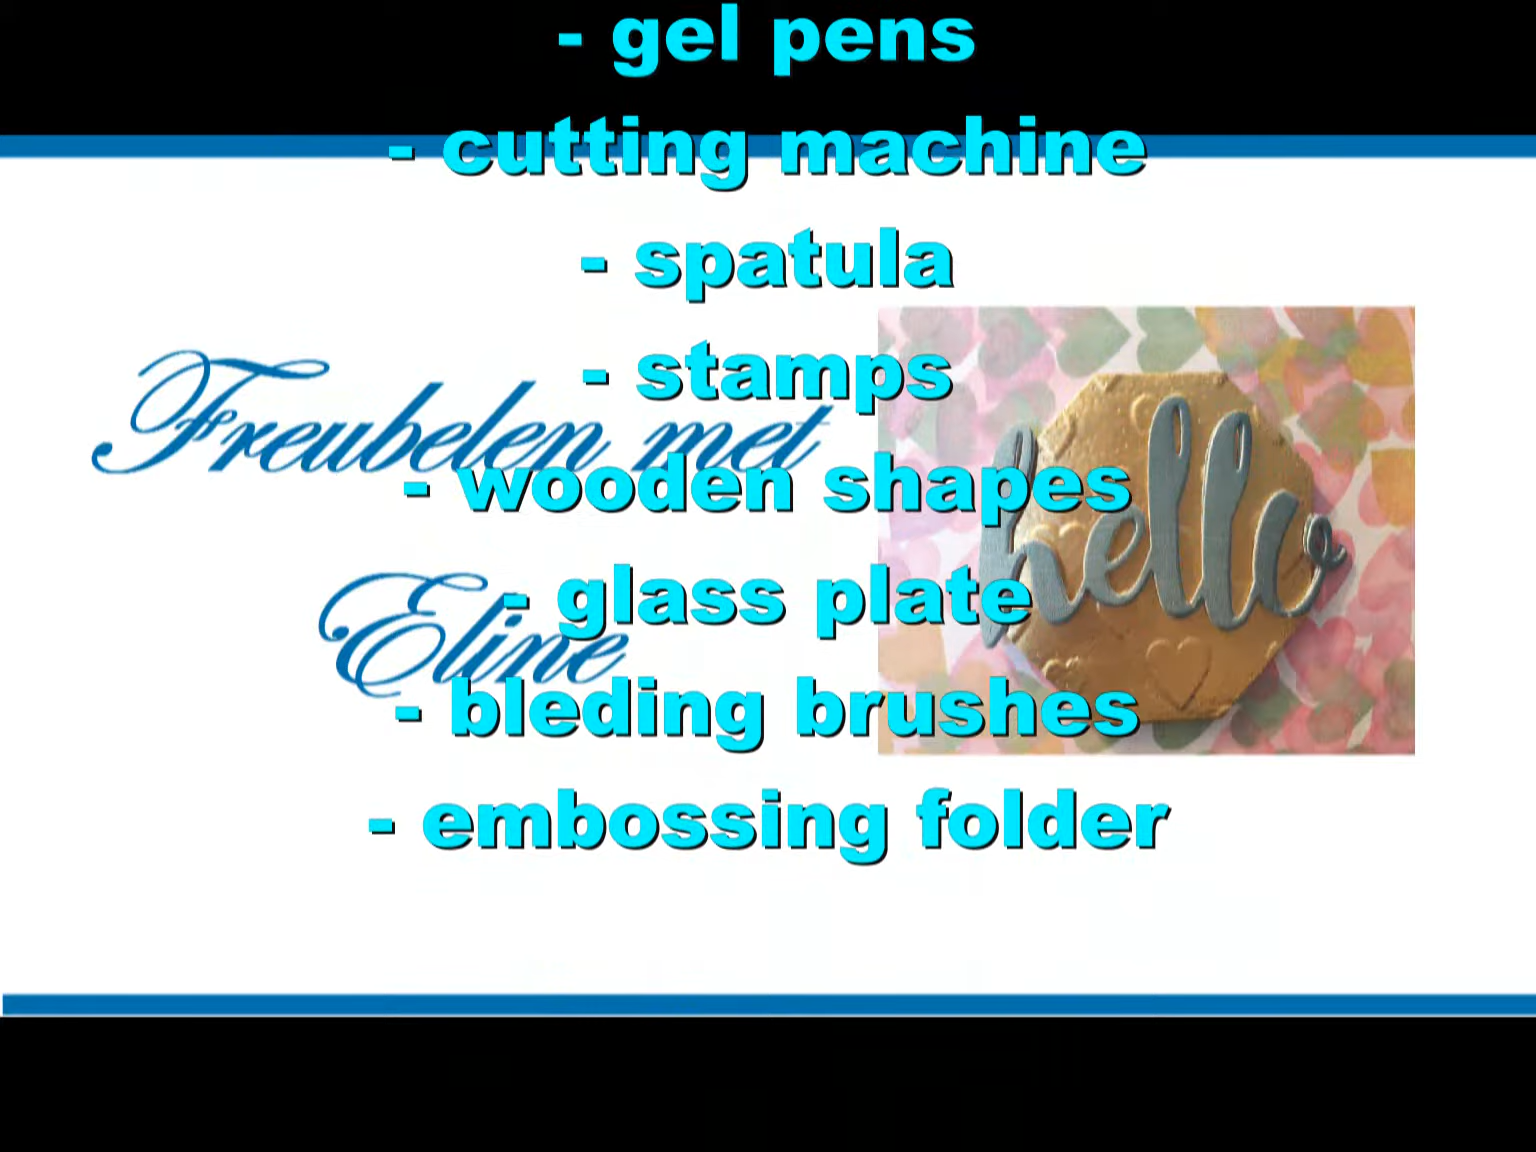 - gel pens
- cutting machine
- spatula
- stamps
Freubelen met
- wooden shapes
hello
- glass plate
Eline
- bleding brushes
- embossing folder